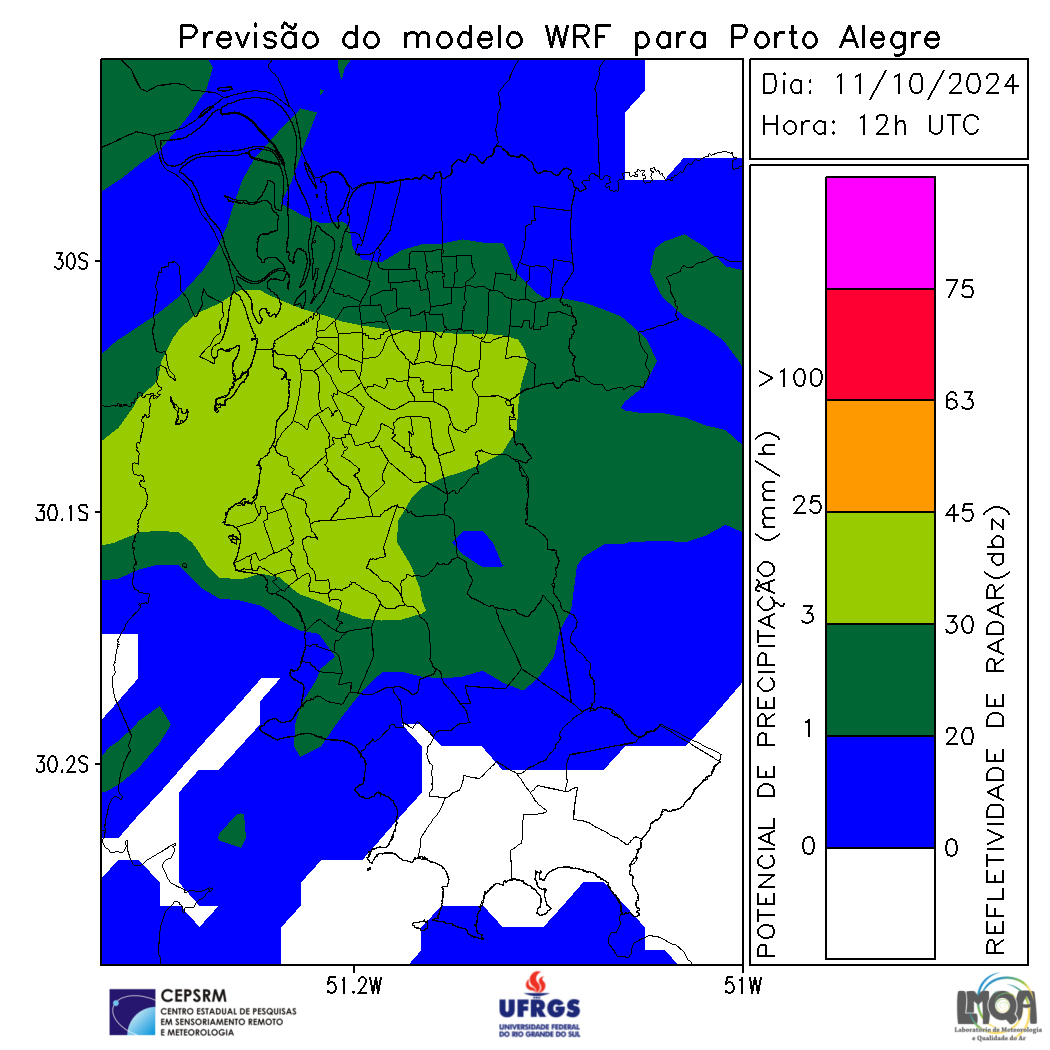 Previsão do modelo WRF para Porto Alegre
Dia: 11/10/2024
Hora: 12h UTC
30S
30.1S
30.2S
51.2W
51W
POTENCIAL DE PRECIPITAÇÃO (mm/h)
>100
25
3
1
0
75
63
45
30
20
0
REFLETIVIDADE DE RADAR(dbz)
CEPSRM
CENTRO ESTADUAL DE PESQUISAS
EM SENSORIAMENTO REMOTO
E METEOROLOGIA
UFRGS
UNIVERSIDADE FEDERAL
DO RIO GRANDE DO SUL
LMQA
Laboratório de Meteorologia
e Qualidade do Ar